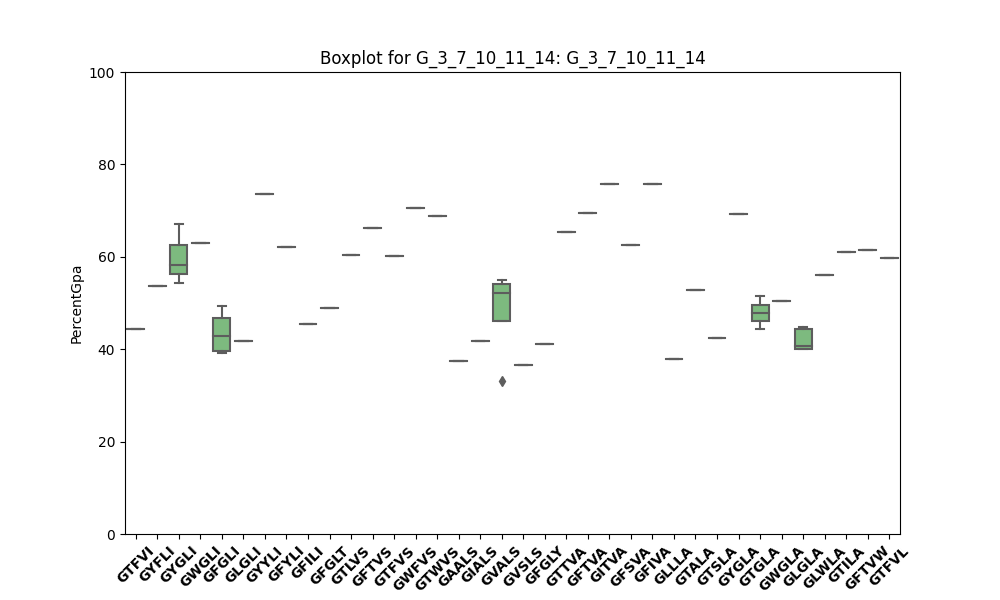 Boxplot for G_3_7_10_11_14: G_3_7_10_11_14
100
80
60
40
20
0
PercentGpa
GTFVI
GYFLI
GYGLI
GWGLI
GFGLI
GLGLI
GYYLI
GFYLI
GFILI
GFGLT
GTLVS
GFTVS
GTFVS
GWFVS
GTWVS
GAALS
GIALS
GVALS
GVSLS
GFGLY
GTTVA
GFTVA
GITVA
GFSVA
GFIVA
GLLLA
GTALA
GTSLA
GYGLA
GTGLA
GWGLA
GLGLA
GLWLA
GTILA
GFTVW
GTFVL